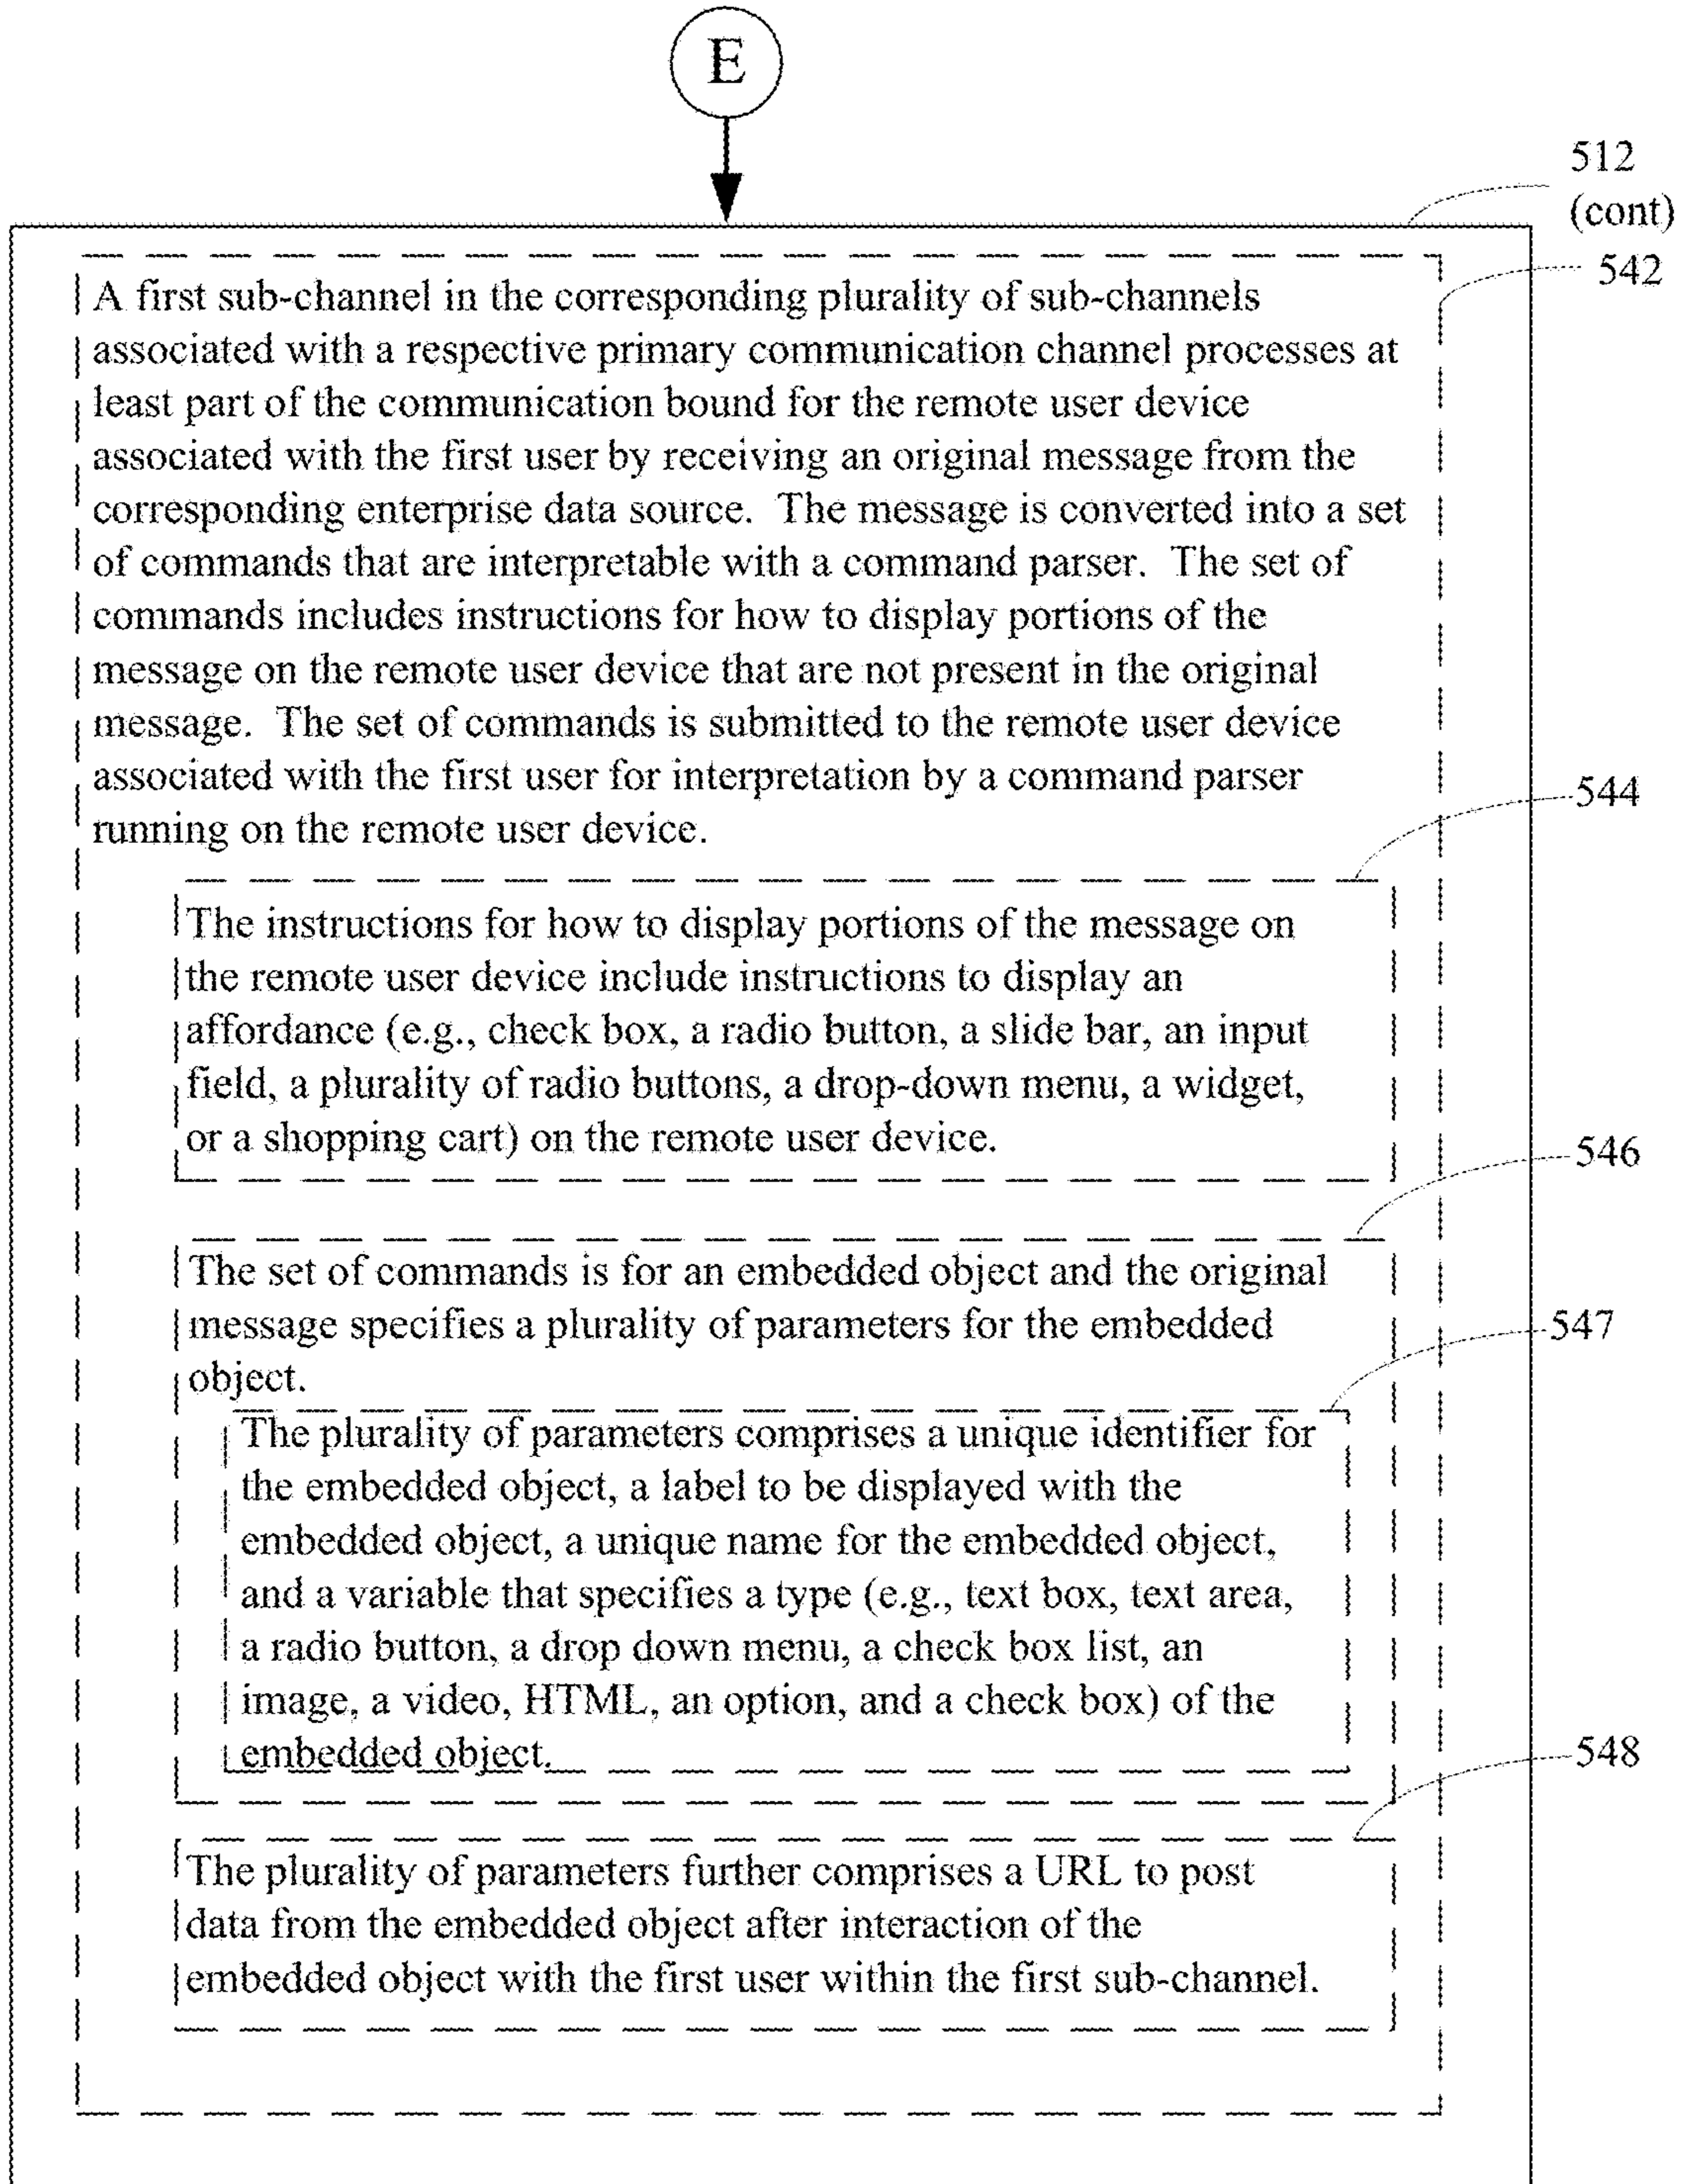 E
512
(cont)
542
A first sub-channel in the corresponding plurality of sub-channels
associated with a respective primary communication channel processes at
least part of the communication bound for the remote user device
associated with the first user by receiving an original message from the
corresponding enterprise data source.  The message is converted into a set
of commands that are interpretable with a command parser.  The set of
commands includes instructions for how to display portions of the
message on the remote user device that are not present in the original
message.  The set of commands is submitted to the remote user device
associated with the first user for interpretation by a command parser
running on the remote user device.
544
The instructions for how to display portions of the message on
the remote user device include instructions to display an
affordance (e.g., check box, a radio button, a slide bar, an input
field, a plurality of radio buttons, a drop-down menu, a widget,
or a shopping cart) on the remote user device.
546
The set of commands is for an embedded object and the original
message specifies a plurality of parameters for the embedded
object.
547
The plurality of parameters comprises a unique identifier for
the embedded object, a label to be displayed with the
embedded object, a unique name for the embedded object,
and a variable that specifies a type (e.g., text box, text area,
a radio button, a drop down menu, a check box list, an
image, a video, HTML, an option, and a check box) of the
embedded object.
548
The plurality of parameters further comprises a URL to post
data from the embedded object after interaction of the
embedded object with the first user within the first sub-channel.